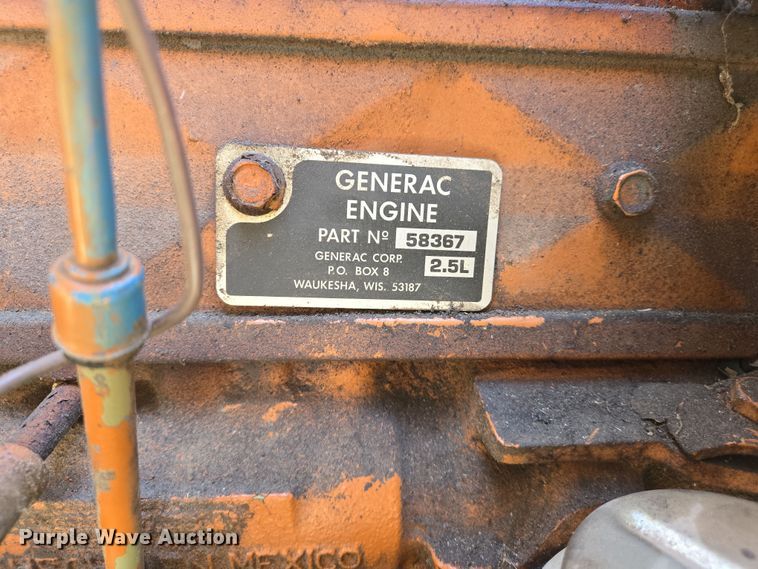 GENERAC
ENGINE
PART Nº 58367
GENERAC CORP. 2.5L
P.O. BOX 8
WAUKESHA, WIS. 53187
Purple Wave Auction
MEXICO